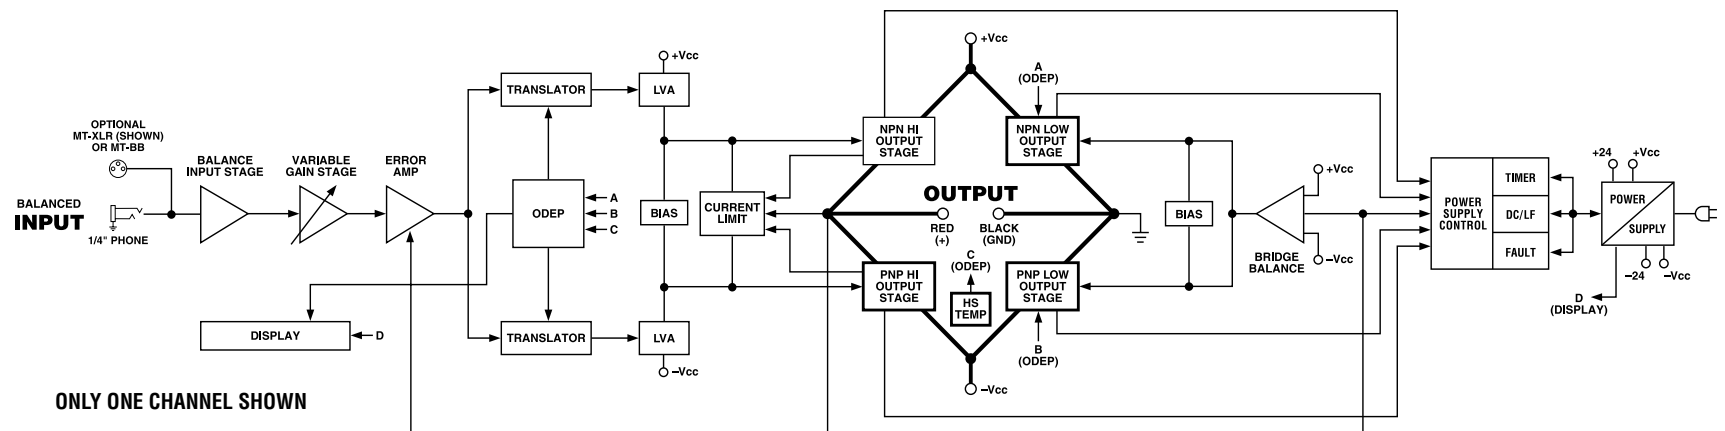 OPTIONAL
MT-XLR (SHOWN)
OR MT-BB
BALANCED
INPUT
1/4" PHONE
BALANCE
INPUT STAGE
VARIABLE
GAIN STAGE
ERROR
AMP
TRANSLATOR
ODEP
A
B
C
TRANSLATOR
DISPLAY
D
+Vcc
LVA
BIAS
LVA
–Vcc
CURRENT
LIMIT
+Vcc
NPN HI
OUTPUT
STAGE
A
(ODEP)
NPN LOW
OUTPUT
STAGE
OUTPUT
RED
(+)
BLACK
(GND)
PNP HI
OUTPUT
STAGE
C
(ODEP)
HS
TEMP
PNP LOW
OUTPUT
STAGE
B
(ODEP)
–Vcc
BIAS
+Vcc
–Vcc
BRIDGE
BALANCE
POWER
SUPPLY
CONTROL
TIMER
DC/LF
FAULT
+24
+Vcc
POWER
SUPPLY
–24
–Vcc
D
(DISPLAY)
ONLY ONE CHANNEL SHOWN